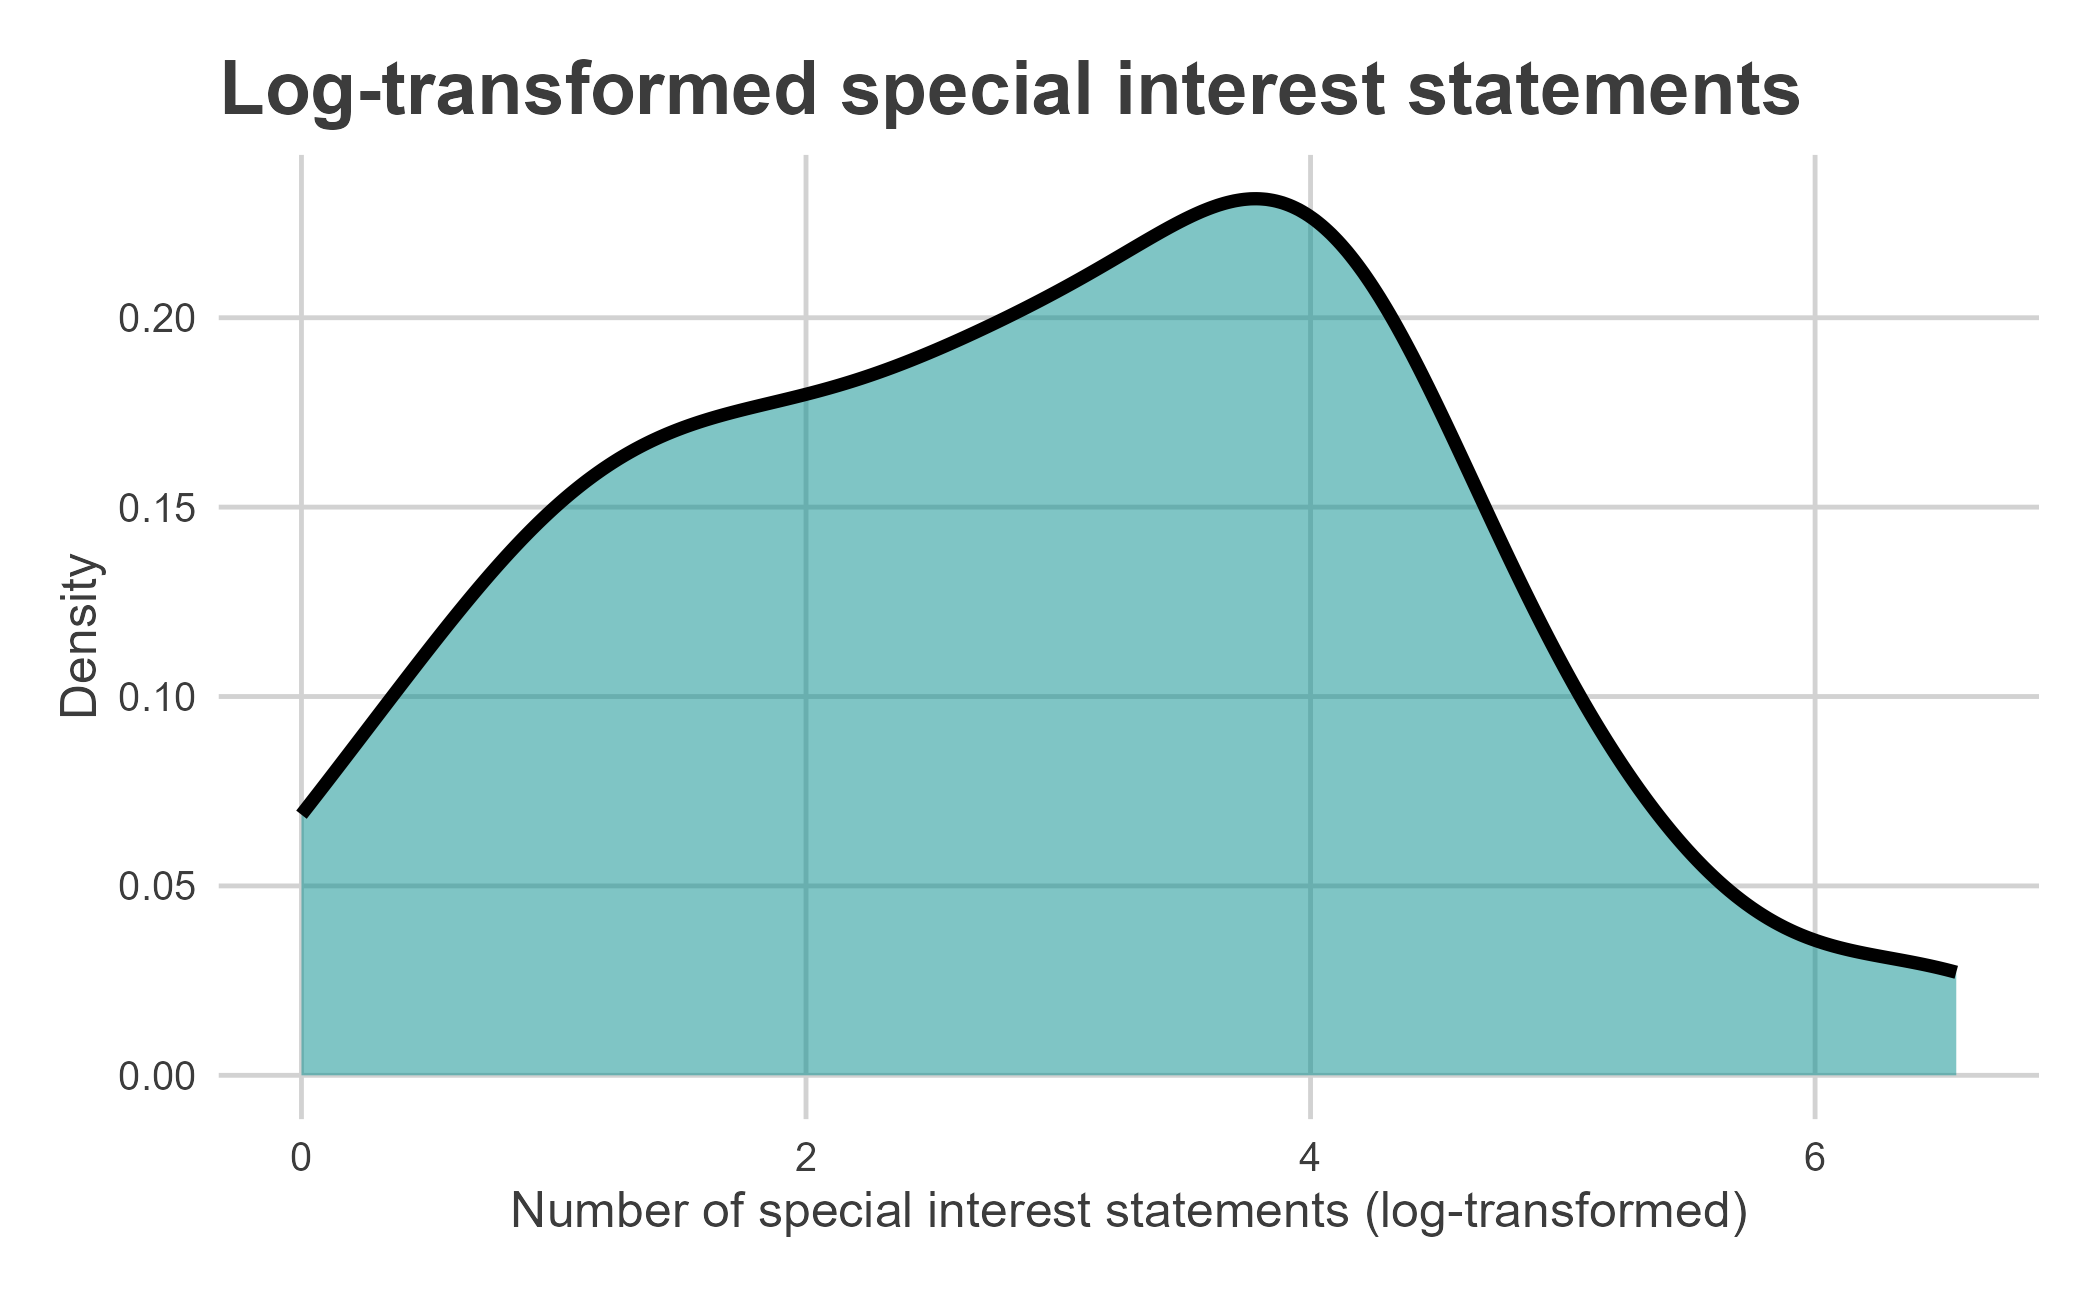 Log-transformed special interest statements
0.20
0.15
0.10
0.05
0.00
Density
0 2 4 6
Number of special interest statements (log-transformed)